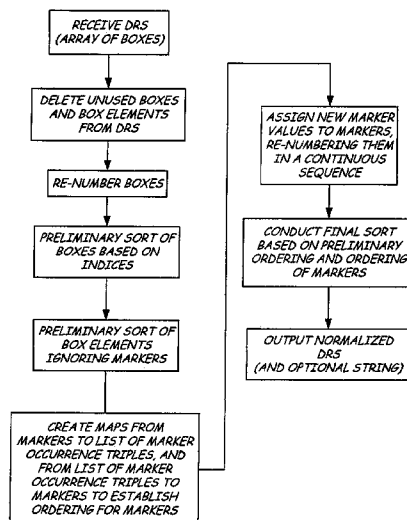 RECEIVE DRS
(ARRAY OF BOXES)
DELETE UNUSED BOXES
AND BOX ELEMENTS
FROM DRS
RE-NUMBER BOXES
PRELIMINARY SORT OF
BOXES BASED ON
INDICES
PRELIMINARY SORT OF
BOX ELEMENTS
IGNORING MARKERS
CREATE MAPS FROM
MARKERS TO LIST OF MARKER
OCCURRENCE TRIPLES, AND
FROM LIST OF MARKER
OCCURRENCE TRIPLES TO
MARKERS TO ESTABLISH
ORDERING FOR MARKERS
ASSIGN NEW MARKER
VALUES TO MARKERS,
RE-NUMBERING THEM
IN A CONTINUOUS
SEQUENCE
CONDUCT FINAL SORT
BASED ON PRELIMINARY
ORDERING AND ORDERING
OF MARKERS
OUTPUT NORMALIZED
DRS
(AND OPTIONAL STRING)